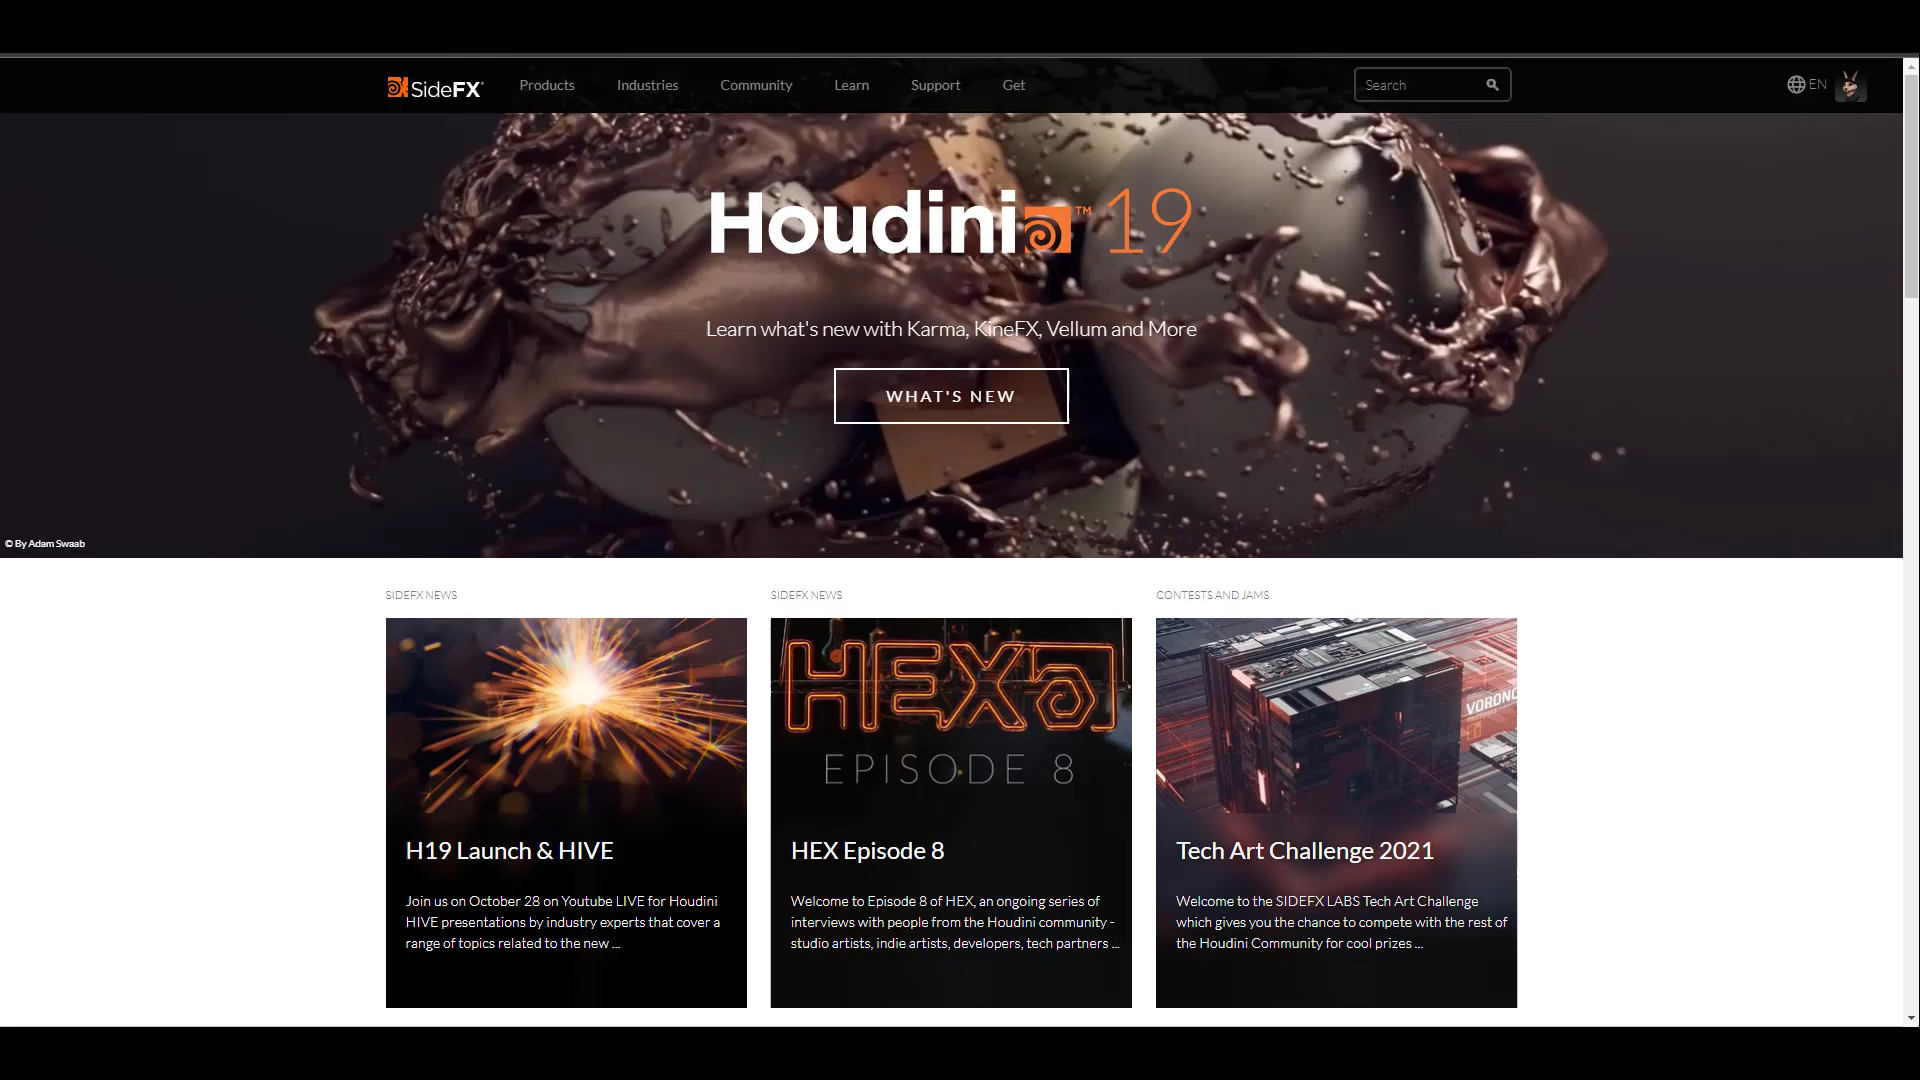 SideFX
Products
Industries
Community
Learn
Support
Get
Search
EN
Houdini™ 19
Learn what's new with Karma, KineFX, Vellum and More
WHAT'S NEW
© By Adam Swaab
SIDEFX NEWS
HIVE
H19 Launch & HIVE
Join us on October 28 on Youtube LIVE for Houdini
HIVE presentations by industry experts that cover a
range of topics related to the new ...
SIDEFX NEWS
HEX
EPISODE 8
HEX Episode 8
Welcome to Episode 8 of HEX, an ongoing series of
interviews with people from the Houdini community -
studio artists, indie artists, developers, tech partners ...
CONTESTS AND JAMS
VORONO
Tech Art Challenge 2021
Welcome to the SIDEFX LABS Tech Art Challenge
which gives you the chance to compete with the rest of
the Houdini Community for cool prizes ...